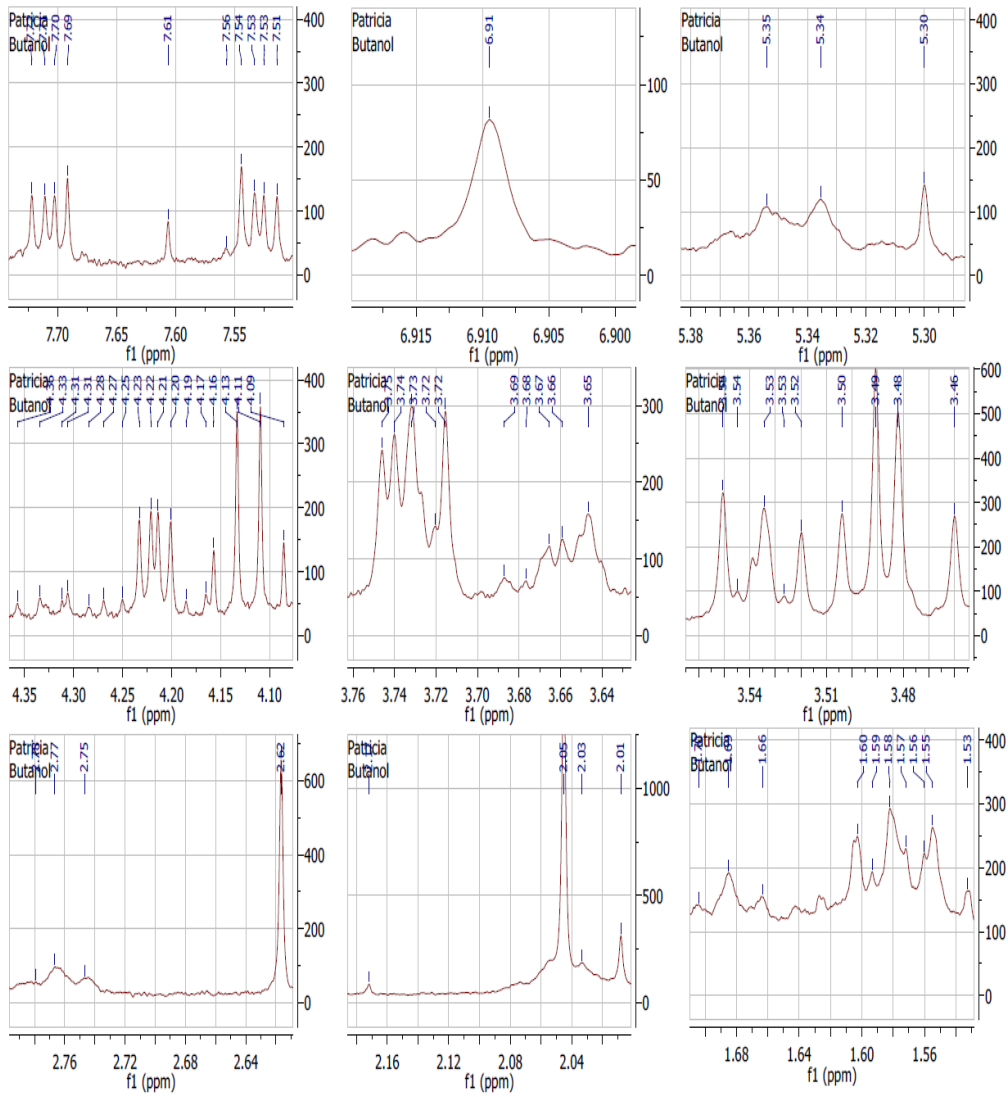 Patricia
Butanol
7.70 7.69 7.61 7.56 7.54 7.53 7.53 7.51
400
300
200
100
0
7.70 7.65 7.60 7.55
f1 (ppm)
Patricia
Butanol
6.91
100
50
0
6.915 6.910 6.905 6.900
f1 (ppm)
Patricia
Butanol
5.35 5.34 5.30
400
300
200
100
0
5.38 5.36 5.34 5.32 5.30
f1 (ppm)
Patricia
Butanol
4.36 4.33 4.31 4.31 4.28 4.27 4.25 4.23 4.22 4.21 4.20 4.19 4.17 4.16 4.13 4.11 4.09
400
300
200
100
0
4.35 4.30 4.25 4.20 4.15 4.10
f1 (ppm)
Patricia
Butanol
3.75 3.74 3.73 3.72 3.72 3.69 3.68 3.67 3.66 3.65
300
200
100
0
3.76 3.74 3.72 3.70 3.68 3.66 3.64
f1 (ppm)
Patricia
Butanol
3.54 3.53 3.53 3.52 3.50 3.49 3.48 3.46
600
500
400
300
200
100
0
3.54 3.51 3.48
f1 (ppm)
Patricia
Butanol
2.77 2.75 2.62
600
400
200
0
2.76 2.72 2.68 2.64
f1 (ppm)
Patricia
Butanol
2.05 2.03 2.01
1000
500
0
2.16 2.12 2.08 2.04
f1 (ppm)
Patricia
Butanol
1.69 1.66 1.60 1.59 1.58 1.57 1.56 1.55 1.53
400
300
200
100
0
1.68 1.64 1.60 1.56
f1 (ppm)